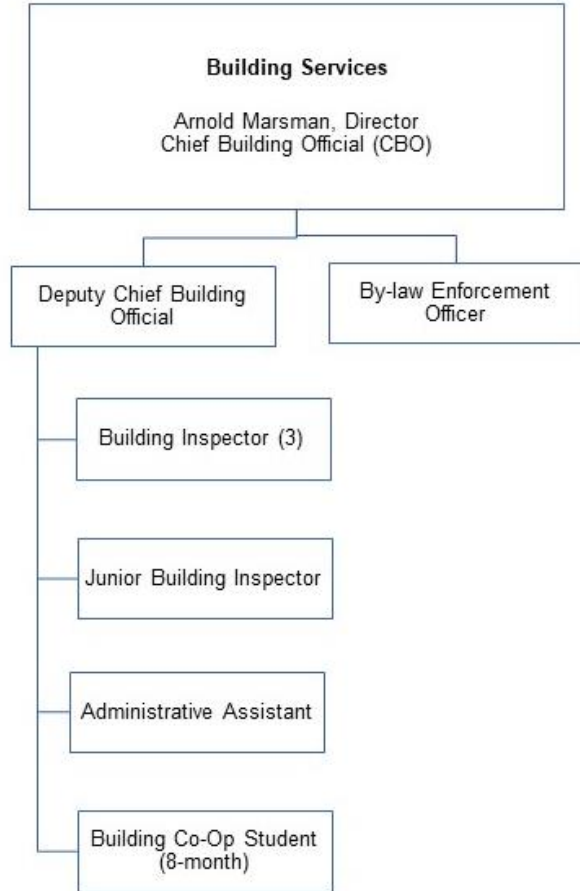 Building Services
Arnold Marsman, Director
Chief Building Official (CBO)
Deputy Chief Building
Official
By-law Enforcement
Officer
Building Inspector (3)
Junior Building Inspector
Administrative Assistant
Building Co-Op Student
(8-month)